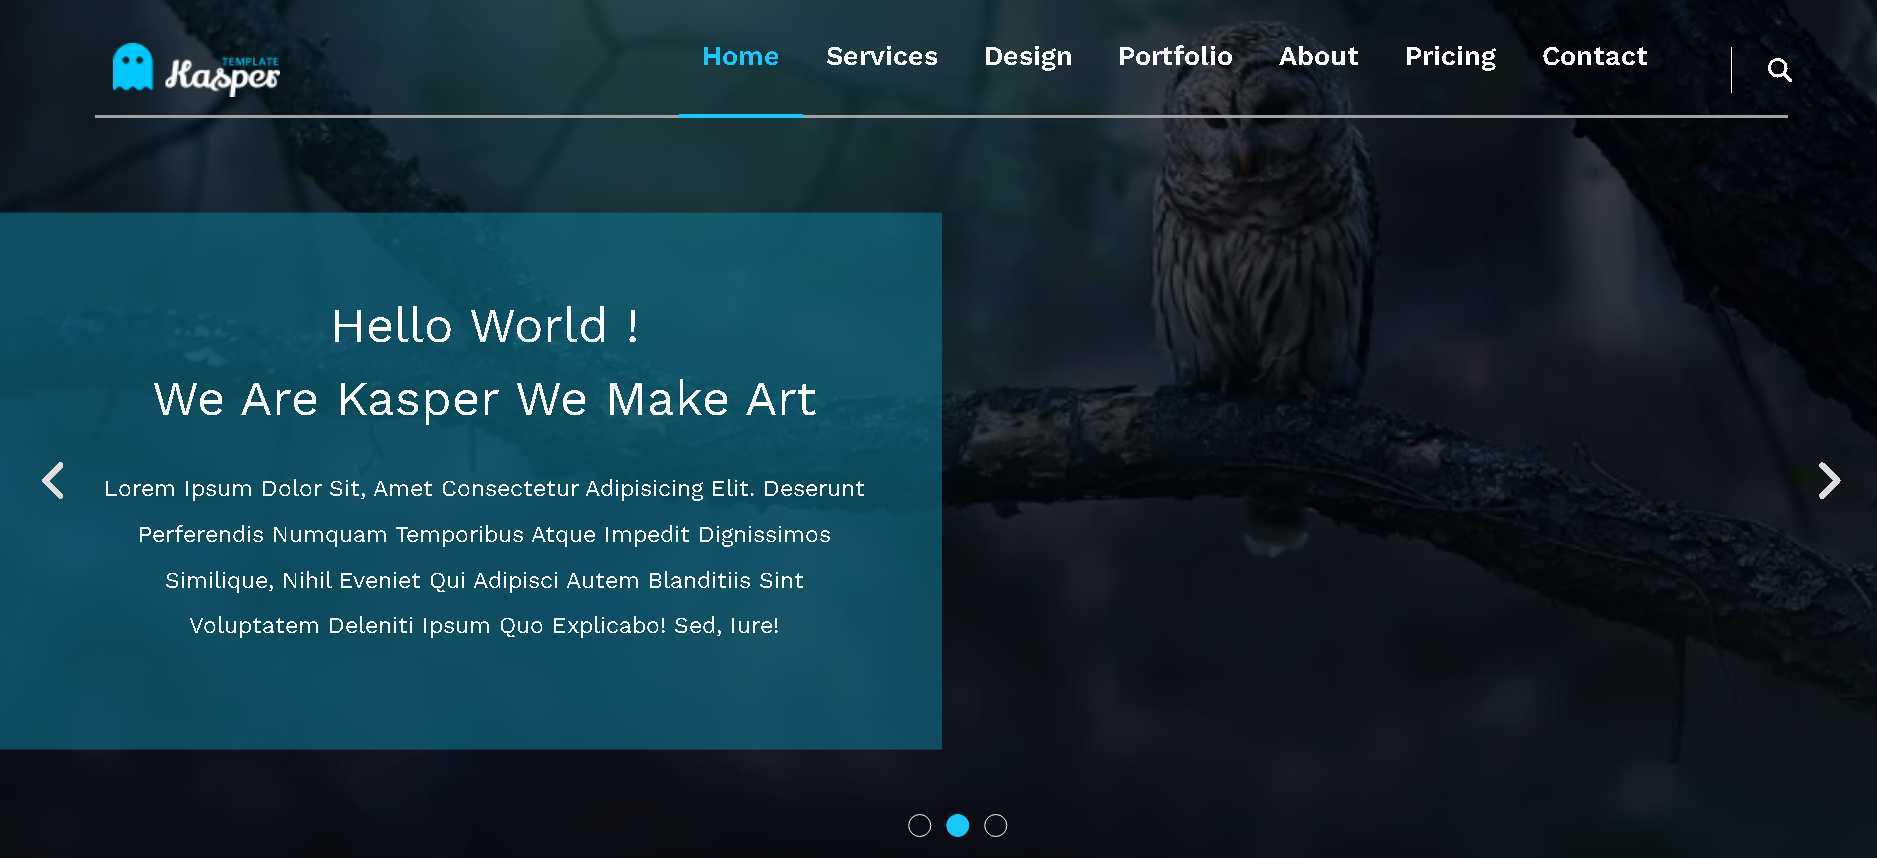 TEMPLATE
Kasper
Home Services Design Portfolio About Pricing Contact
Hello World !
We Are Kasper We Make Art
Lorem Ipsum Dolor Sit, Amet Consectetur Adipisicing Elit. Deserunt
Perferendis Numquam Temporibus Atque Impedit Dignissimos
Similique, Nihil Eveniet Qui Adipisci Autem Blanditiis Sint
Voluptatem Deleniti Ipsum Quo Explicabo! Sed, Iure!